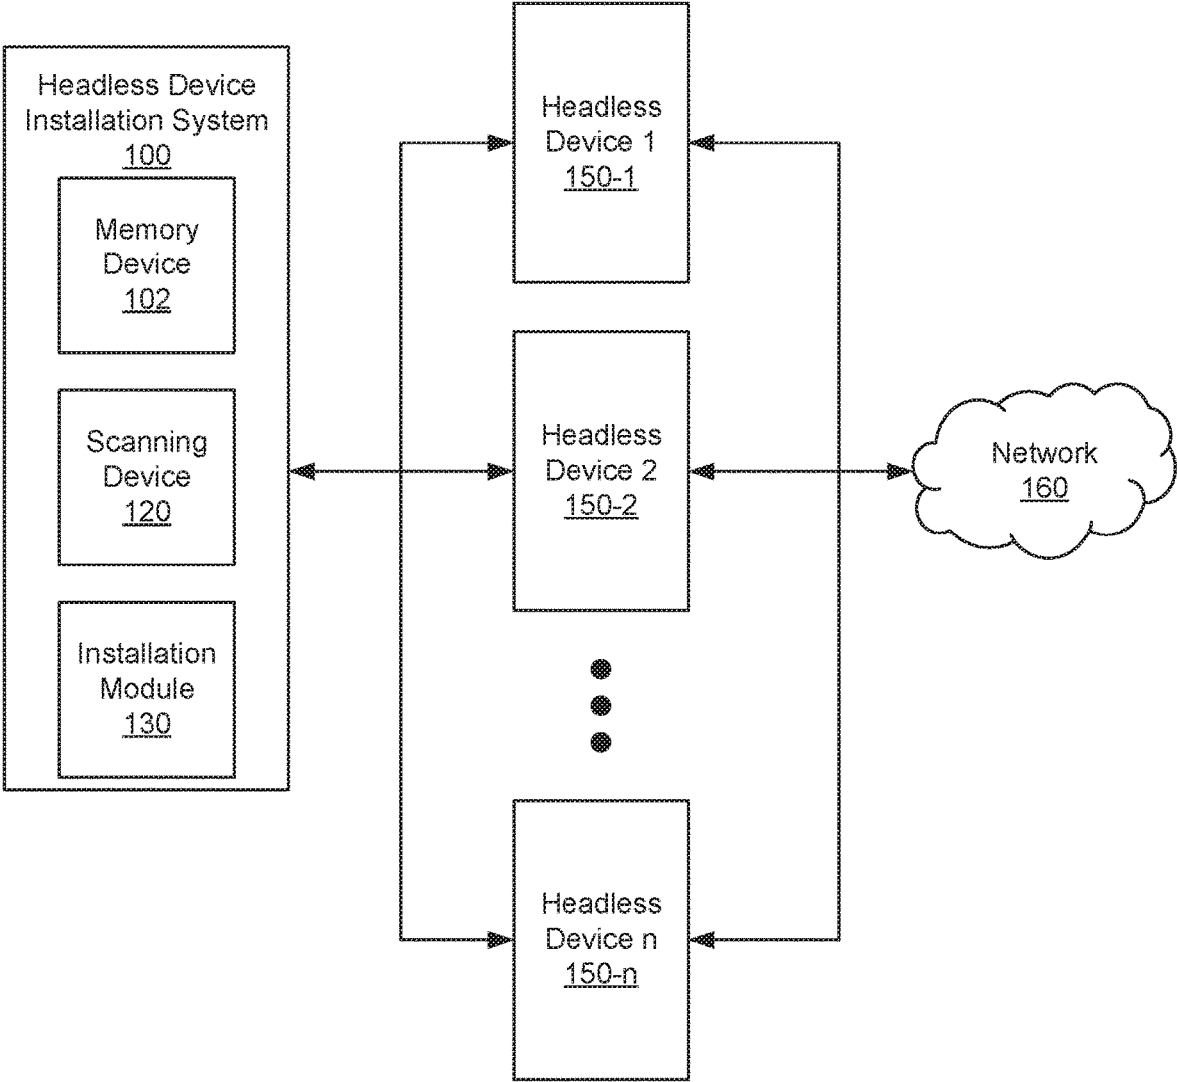 Headless Device
Installation System
100
Memory
Device
102
Scanning
Device
120
Installation
Module
130
Headless
Device 1
150-1
Headless
Device 2
150-2
Headless
Device n
150-n
Network
160